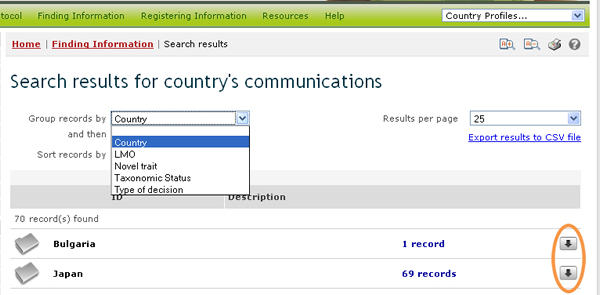 tocol Finding Information Registering Information Resources Help Country Profiles...
Home | Finding Information | Search results
Search results for country's communications
Group records by Country Results per page 25
and then Export results to CSV file
Country
Sort records by LMO
Novel trait
Taxonomic Status
Type of decision
ID Description
70 record(s) found
Bulgaria 1 record
Japan 69 records